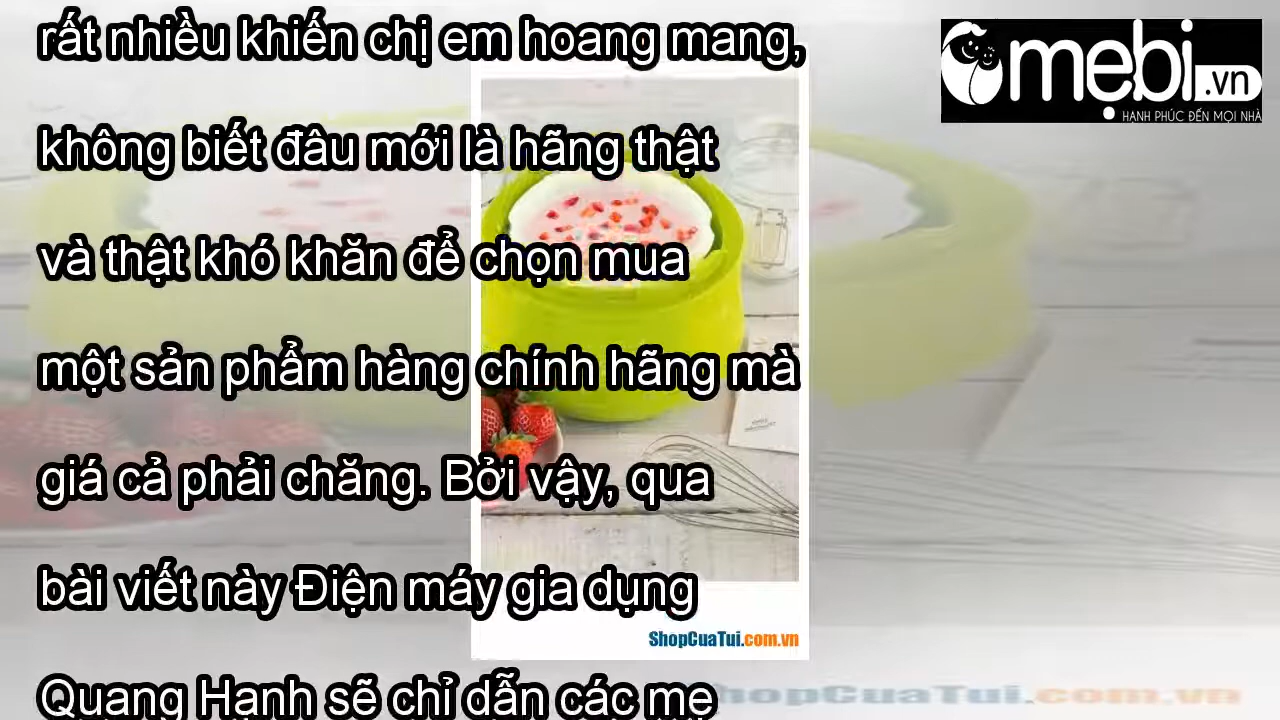 rất nhiều khiến chị em hoang mang,
không biết đâu mới là hãng thật
và thật khó khăn để chọn mua
một sản phẩm hàng chính hãng mà
giá cả phải chăng. Bởi vậy, qua
bài viết này Điện máy gia dụng
Quang Hạnh sẽ chỉ dẫn các mẹ
mẹbi.vn
HẠNH PHÚC ĐẾN MỌI NHÀ
ShopCuaTui.com.vn
hopCuaTui.com.vn